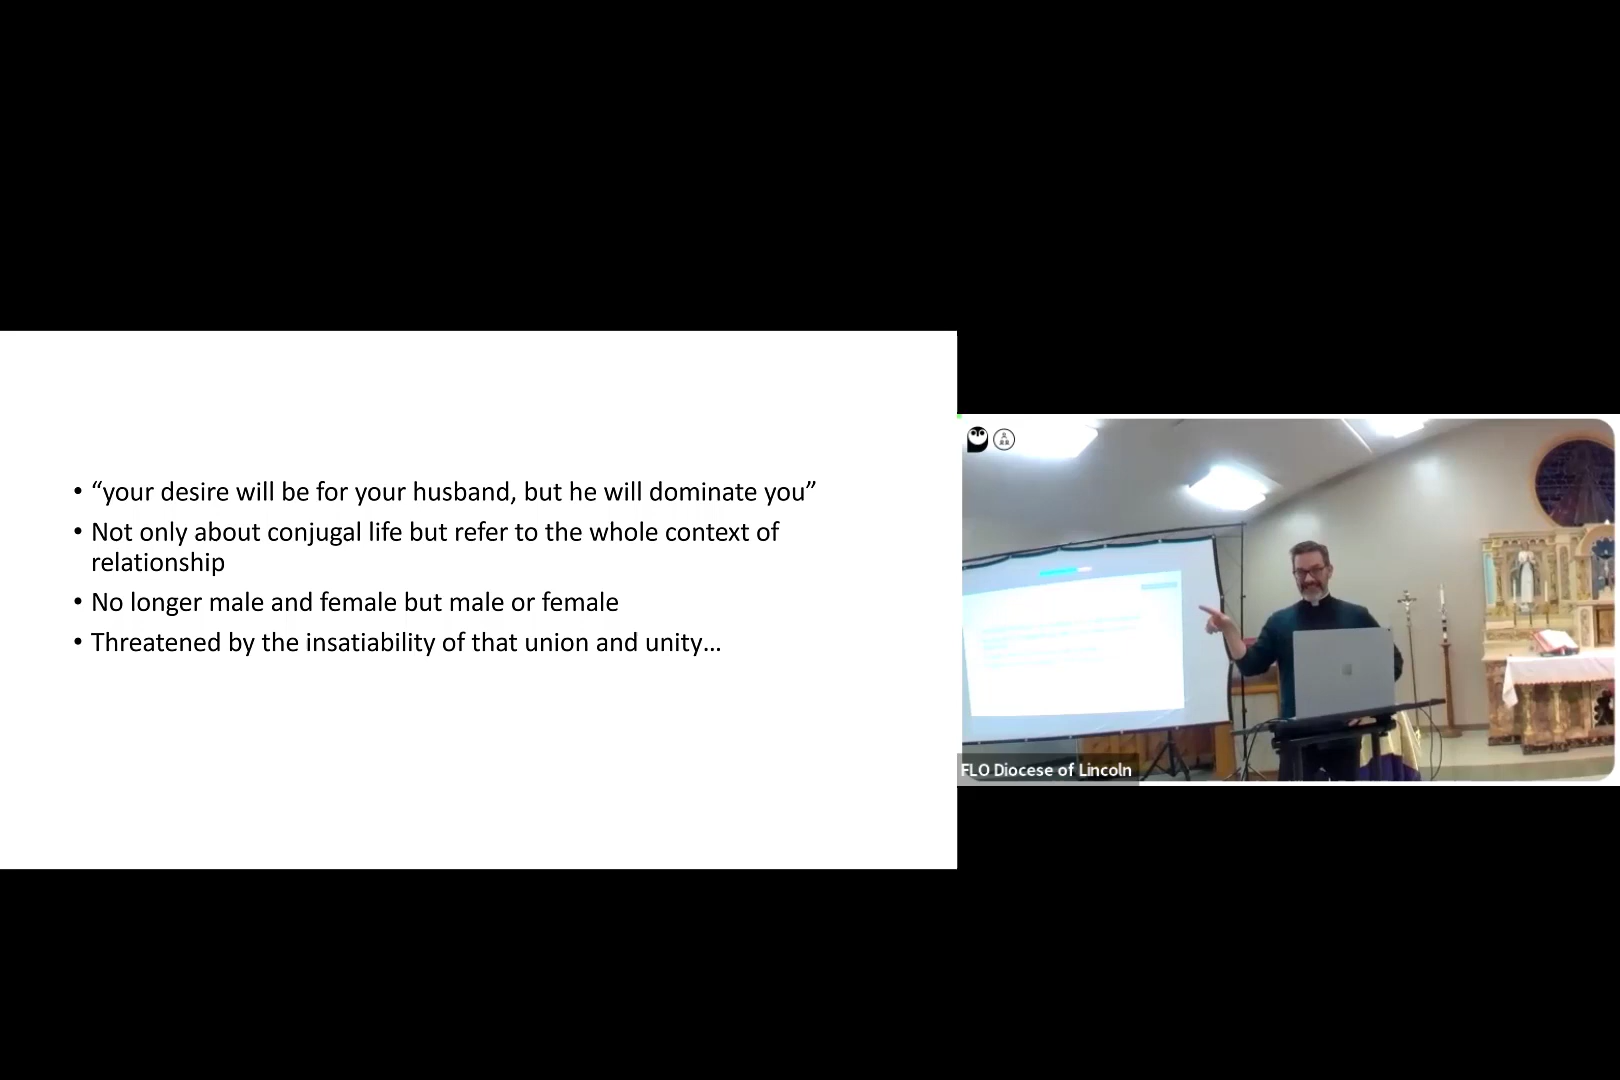 • “your desire will be for your husband, but he will dominate you”
• Not only about conjugal life but refer to the whole context of
relationship
• No longer male and female but male or female
• Threatened by the insatiability of that union and unity…
FLO Diocese of Lincoln